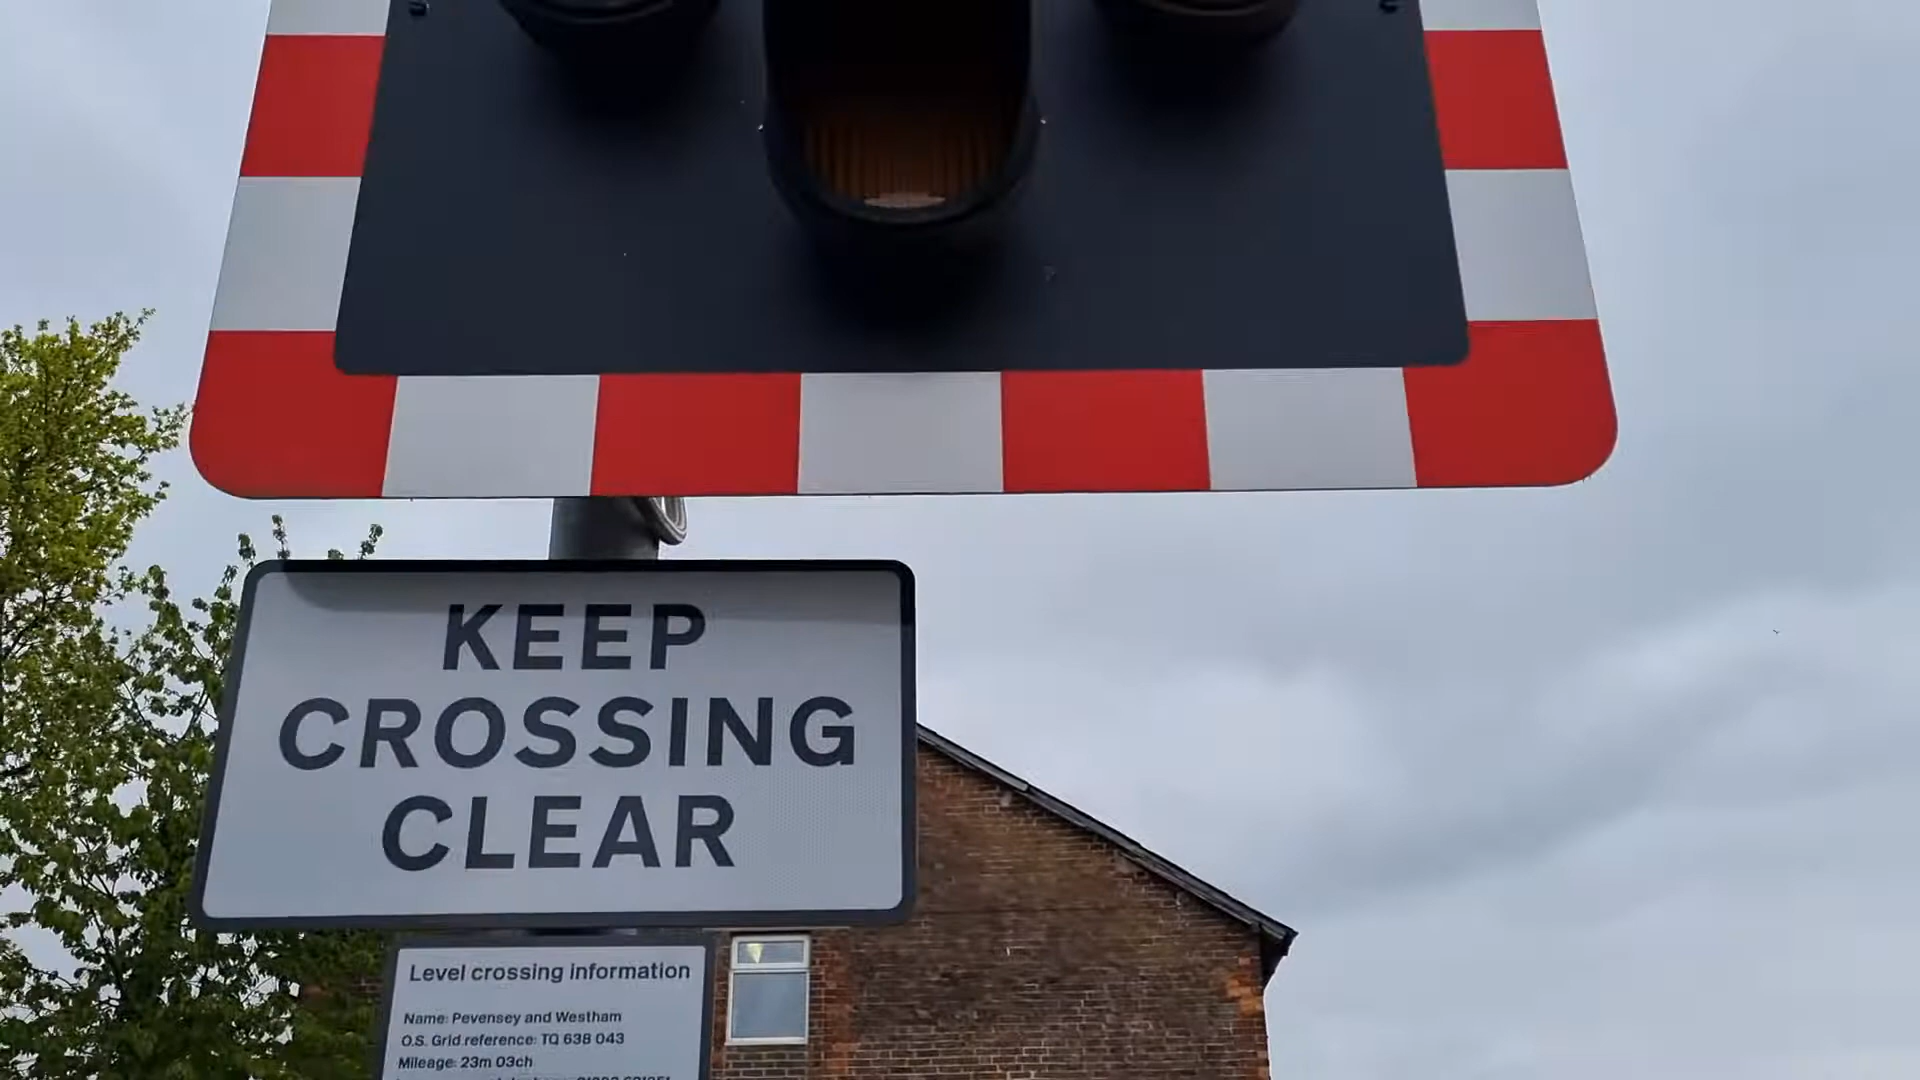 KEEP
CROSSING
CLEAR
Level crossing information
Name: Pevensey and Westham
O.S. Grid reference: TQ 638 043
Mileage: 23m 03ch